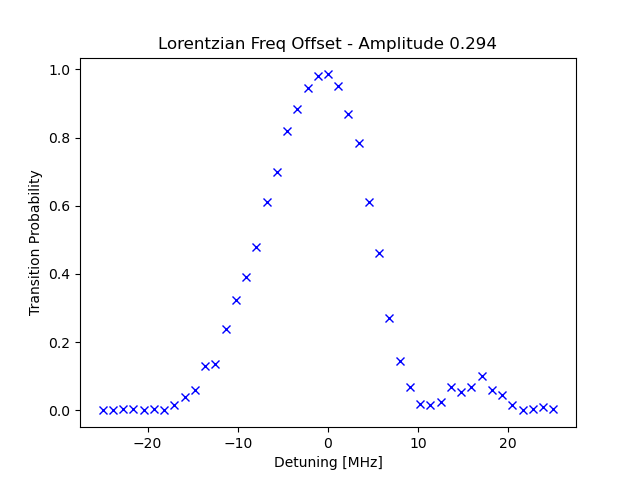 Lorentzian Freq Offset - Amplitude 0.294
1.0
0.8
0.6
0.4
0.2
0.0
Transition Probability
−20 −10 0 10 20
Detuning [MHz]